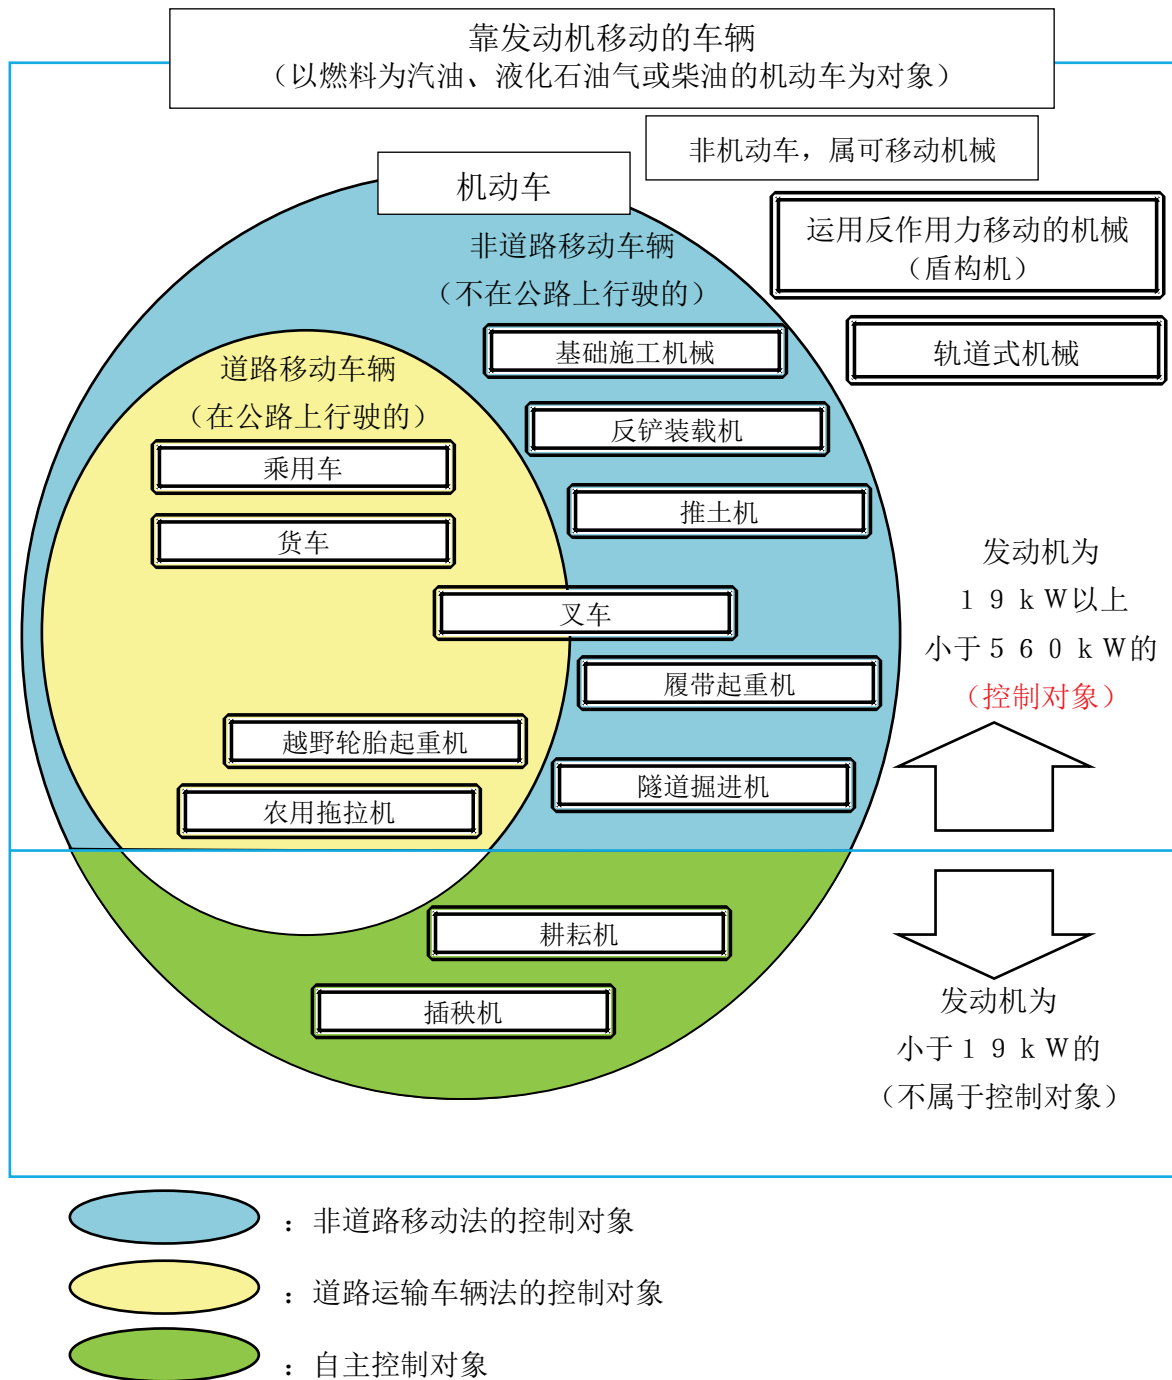 靠发动机移动的车辆
（以燃料为汽油、液化石油气或柴油的机动车为对象）
非机动车，属可移动机械
机动车
运用反作用力移动的机械
（盾构机）
轨道式机械
非道路移动车辆
（不在公路上行驶的）
基础施工机械
道路移动车辆
（在公路上行驶的）
反铲装载机
乘用车
推土机
货车
叉车
履带起重机
越野轮胎起重机
隧道掘进机
农用拖拉机
发动机为
１９ｋＷ以上
小于５６０ｋＷ的
（控制对象）
耕耘机
插秧机
发动机为
小于１９ｋＷ的
（不属于控制对象）
：非道路移动法的控制对象
：道路运输车辆法的控制对象
：自主控制对象